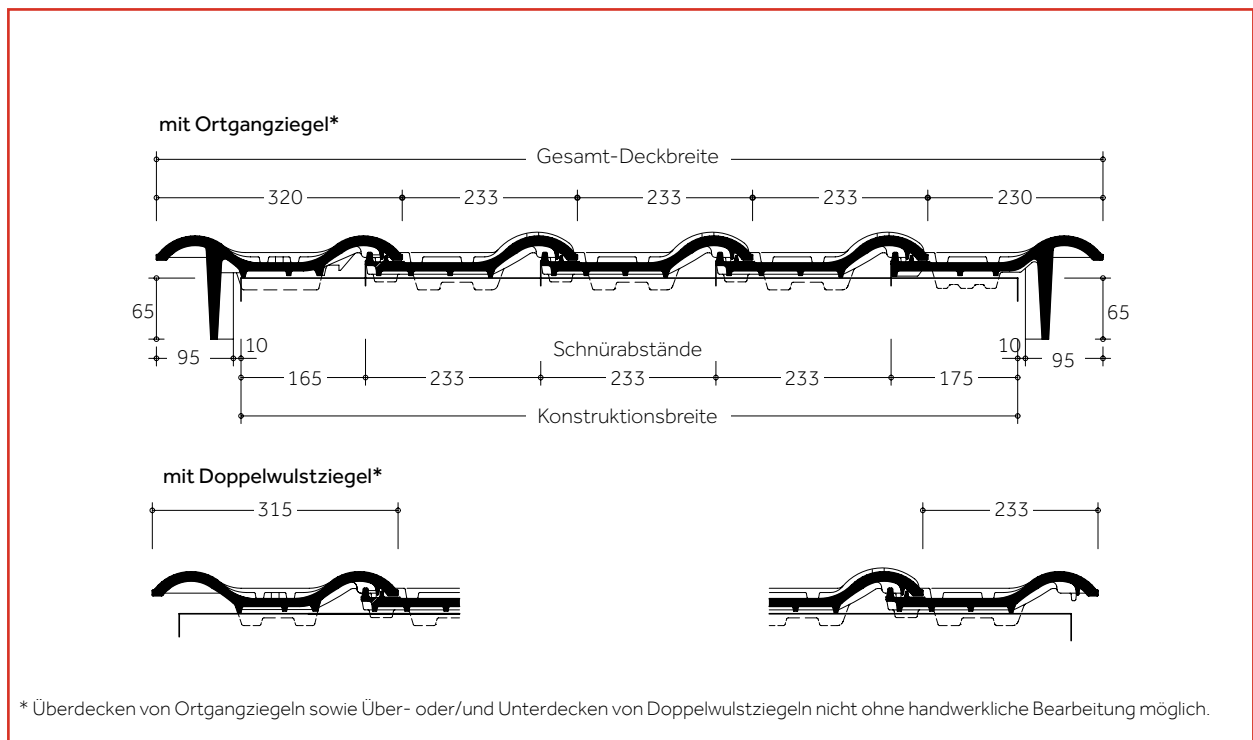 mit Ortgangziegel*
Gesamt-Deckbreite
320 233 233 233 230
65 65
95 10 Schnürabstände 10 95
165 233 233 233 175
Konstruktionsbreite
mit Doppelwulstziegel*
315 233
* Überdecken von Ortgangziegeln sowie Über- oder/und Unterdecken von Doppelwulstziegeln nicht ohne handwerkliche Bearbeitung möglich.